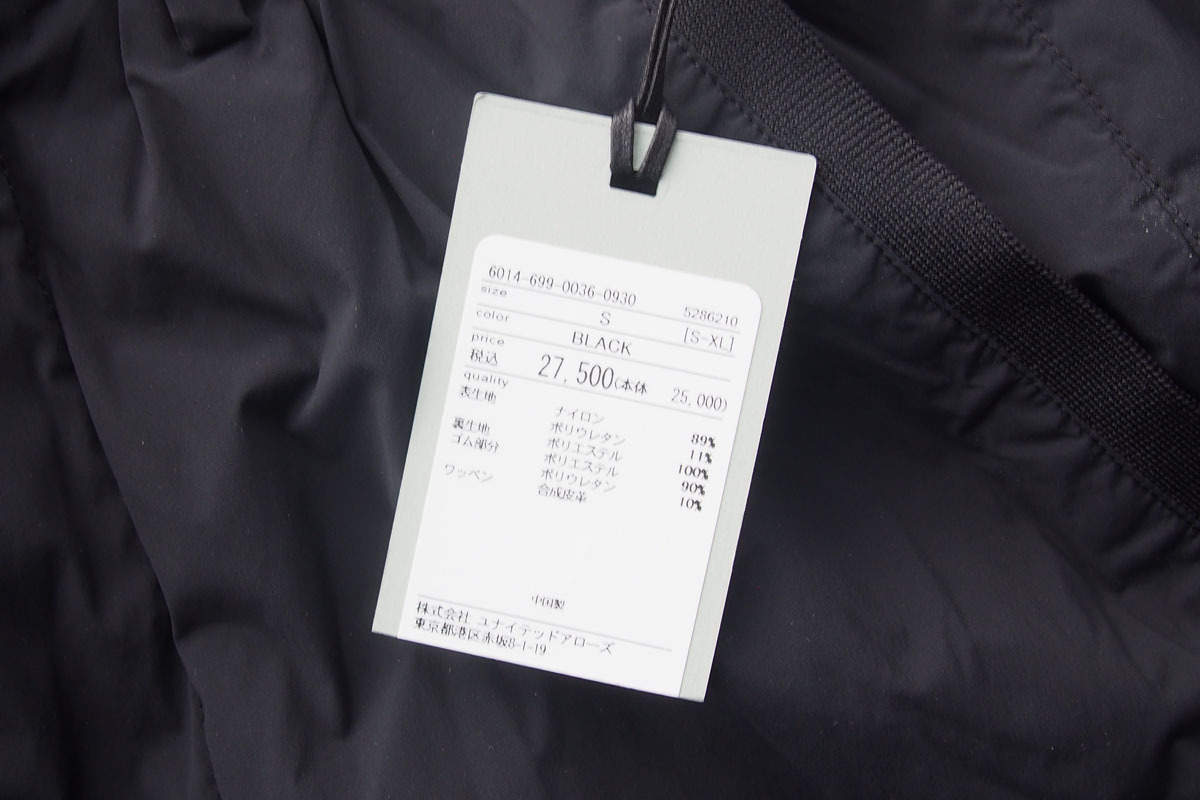 6014-699-0036-0930 5286210
size S [S-XL]
color BLACK
price
税込 27,500(本体 25,000)
quality
表生地 ナイロン 89%
ポリウレタン 11%
裏生地 ポリエステル 100%
ゴム部分 ポリエステル 90%
ポリウレタン 10%
ワッペン 合成皮革
中国製
株式会社 ユナイテッドアローズ
東京都港区赤坂8-1-19